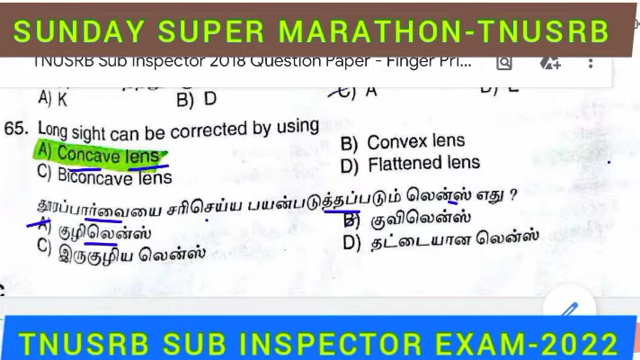 SUNDAY SUPER MARATHON-TNUSRB
TNUSRB Sub Inspector 2018 Question Paper - Finger Pri...
A) K B) D C) A D) E
65. Long sight can be corrected by using
A) Concave lens B) Convex lens
C) Biconcave lens D) Flattened lens
தூரப்பார்வையை சரிசெய்ய பயன்படுத்தப்படும் லென்ஸ் எது ?
A) குழிலென்ஸ் B) குவிலென்ஸ்
C) இருகுழிய லென்ஸ் D) தட்டையான லென்ஸ்
TNUSRB SUB INSPECTOR EXAM-2022